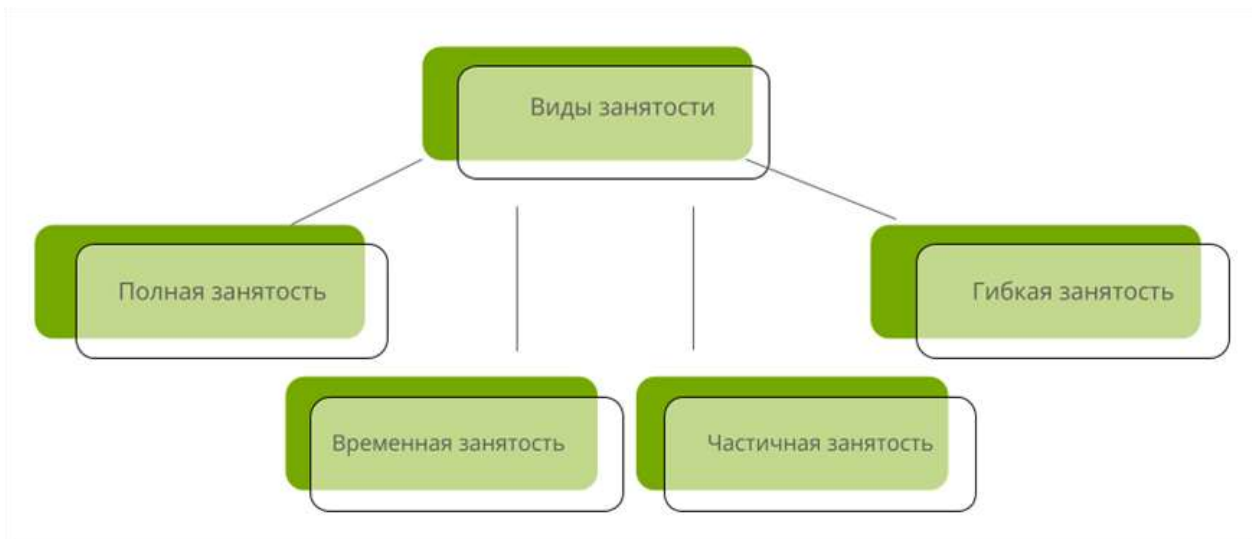 Виды занятости
Полная занятость
Гибкая занятость
Временная занятость
Частичная занятость